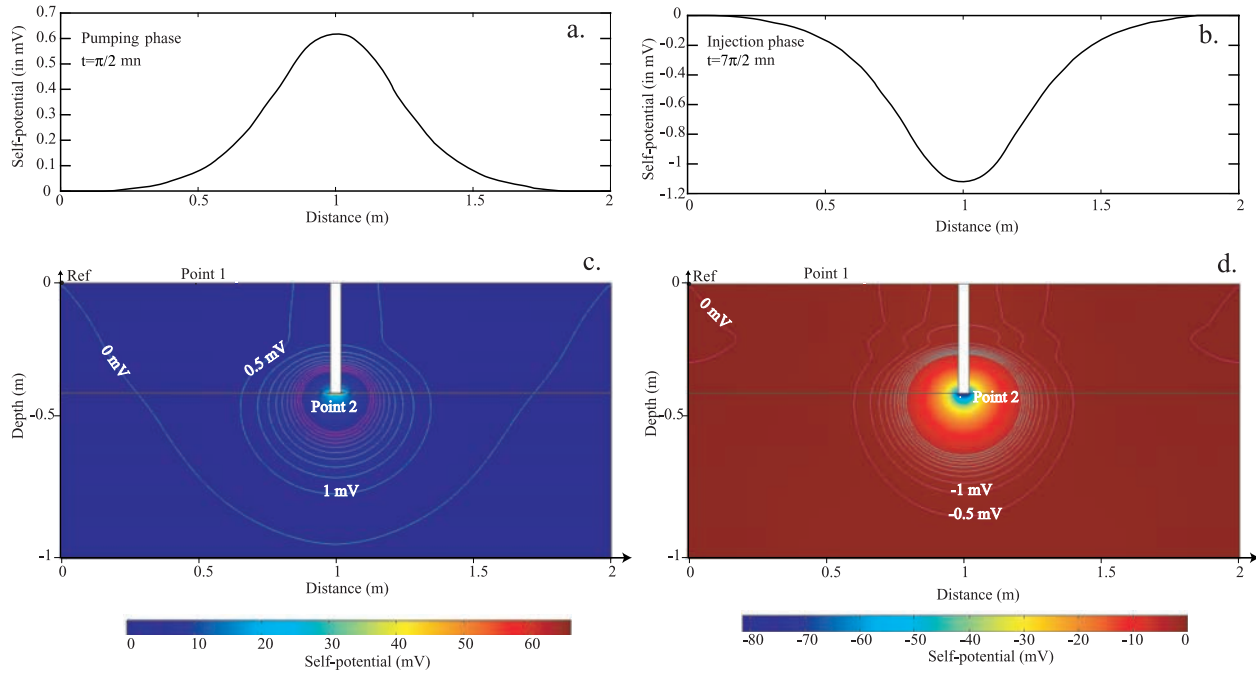 a.
Pumping phase
t=π/2 mn
Self-potential (in mV)
0.7
0.6
0.5
0.4
0.3
0.2
0.1
0
0
0.5
1
1.5
2
Distance (m)
b.
Injection phase
t=7π/2 mn
Self-potential (in mV)
0
-0.2
-0.4
-0.6
-0.8
-1
-1.2
0
0.5
1
1.5
2
Distance (m)
c.
Ref
Point 1
0
-0.5
-1
Depth (m)
0 mV
0.5 mV
Point 2
1 mV
0
0.5
1
1.5
2
Distance (m)
0
10
20
30
40
50
60
Self-potential (mV)
d.
Ref
Point 1
0
-0.5
-1
Depth (m)
0 mV
Point 2
-1 mV
-0.5 mV
0
0.5
1
1.5
2
Distance (m)
-80
-70
-60
-50
-40
-30
-20
-10
0
Self-potential (mV)